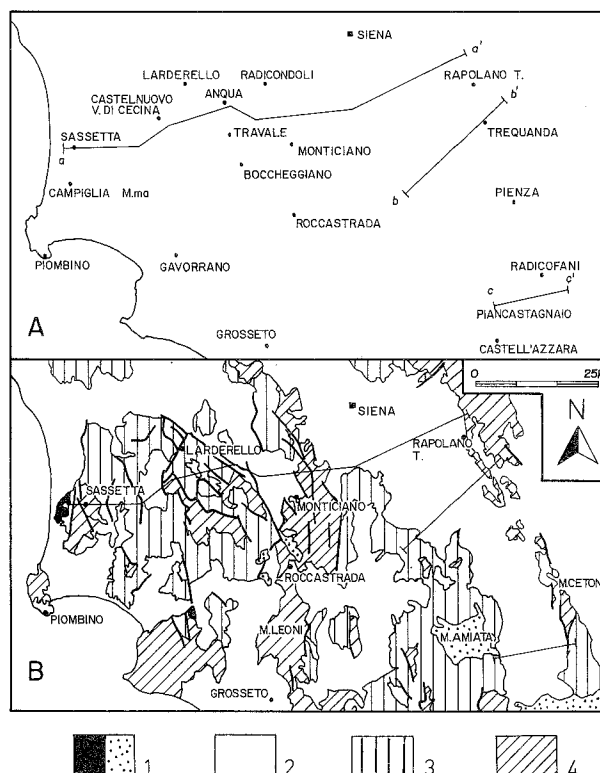 SIENA
a'
LARDERELLO
RADICONDOLI
RAPOLANO T.
ANQUA
b'
CASTELNUOVO
V. DI CECINA
TREQUANDA
SASSETTA
TRAVALE
MONTICIANO
a
BOCCHEGGIANO
CAMPIGLIA M.ma
b
PIENZA
ROCCASTRADA
PIOMBINO
GAVORRANO
RADICOFANI
c
c'
PIANCASTAGNAIO
A
GROSSETO
CASTELL'AZZARA
0
SIENA
N
LARDERELLO
RAPOLANO
T.
SASSETTA
MONTICIANO
ROCCASTRADA
M.CETON
PIOMBINO
M.LEONI
M.AMIATA
B
GROSSETO
1
2
3
4